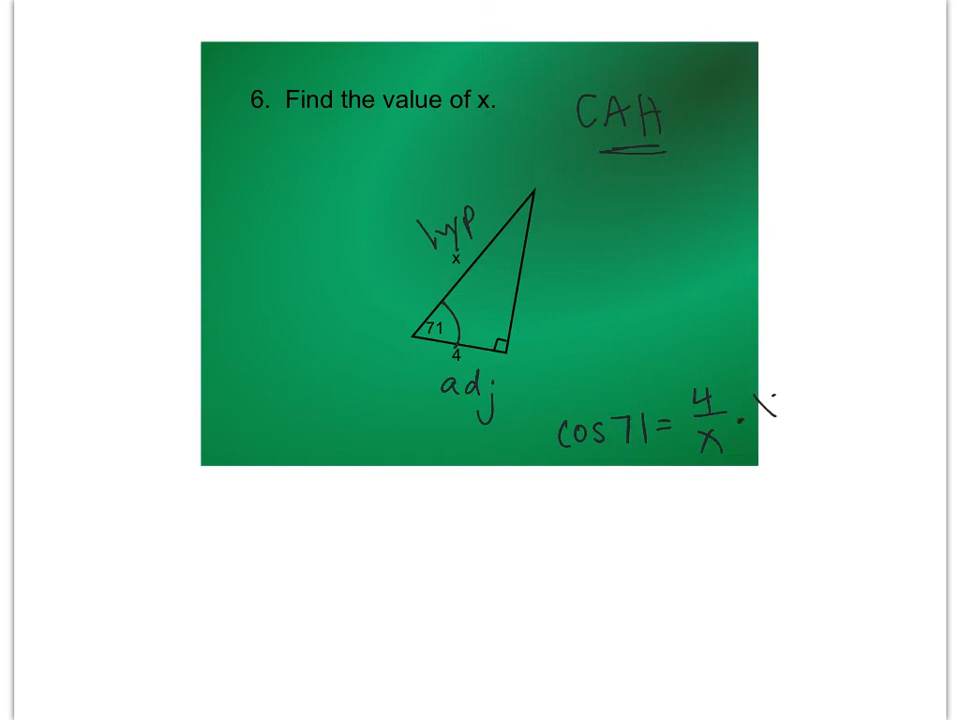 6. Find the value of x.
CAH
hyp
x
71
4
adj
cos 71 = 4/x ·